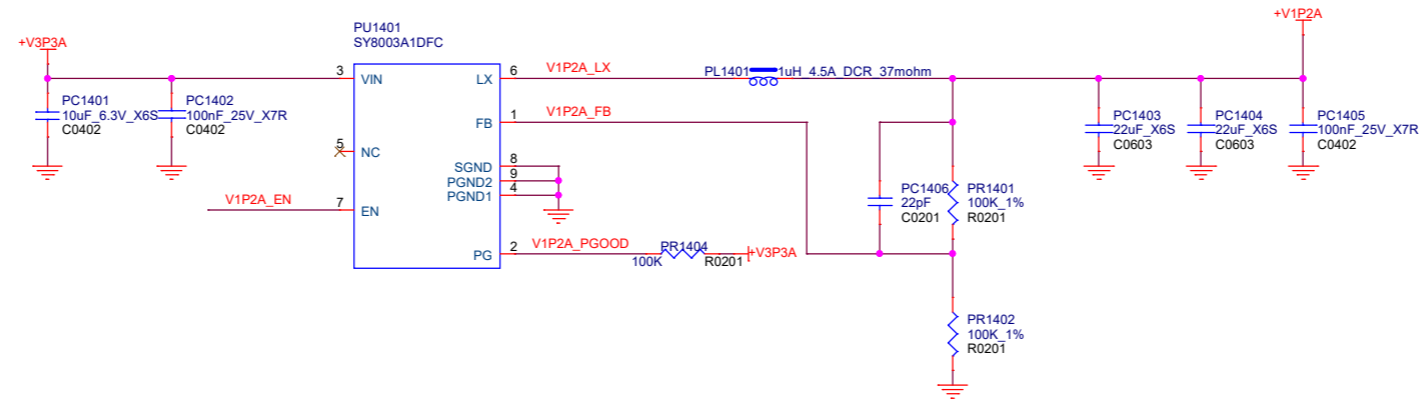 +V3P3A
PU1401
SY8003A1DFC
+V1P2A
3
VIN
LX
6
V1P2A_LX
PL1401
1uH_4.5A_DCR_37mohm
PC1401
10uF_6.3V_X6S
C0402
PC1402
100nF_25V_X7R
C0402
FB
1
V1P2A_FB
PC1403
22uF_X6S
C0603
PC1404
22uF_X6S
C0603
PC1405
100nF_25V_X7R
C0402
5
NC
SGND
8
PGND2
9
PGND1
4
V1P2A_EN
7
EN
PC1406
22pF
C0201
PR1401
100K_1%
R0201
PG
2
V1P2A_PGOOD
PR1404
100K
R0201
+V3P3A
PR1402
100K_1%
R0201